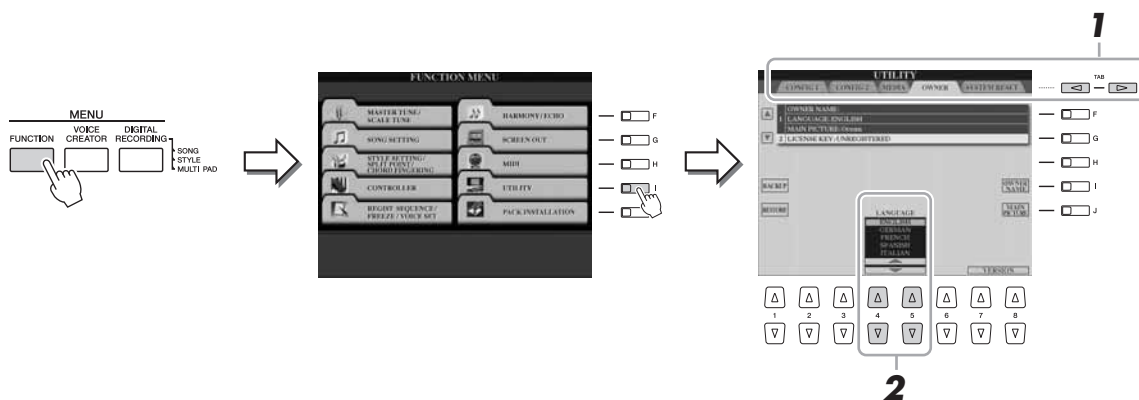 MENU
FUNCTION
VOICE CREATOR
DIGITAL RECORDING
SONG
STYLE
MULTI PAD
FUNCTION MENU
MASTER TUNE/
SCALE TUNE
HARMONY/ECHO
F
SONG SETTING
SCREEN OUT
G
STYLE SETTING/
SPLIT POINT/
CHORD FINGERING
MIDI
H
CONTROLLER
UTILITY
I
REGIST SEQUENCE/
FREEZE/VOICE SET
PACK INSTALLATION
1
UTILITY
CONFIG 1 CONFIG 2 MEDIA OWNER SYSTEM RESET
TAB
OWNER NAME:
1 LANGUAGE: ENGLISH
MAIN PICTURE: Ocean
2 LICENSE KEY: UNREGISTERED
F
G
H
I
J
BACKUP
OWNER NAME
RESTORE
MAIN PICTURE
LANGUAGE
ENGLISH
GERMAN
FRENCH
SPANISH
ITALIAN
VERSION
1 2 3 4 5 6 7 8
2